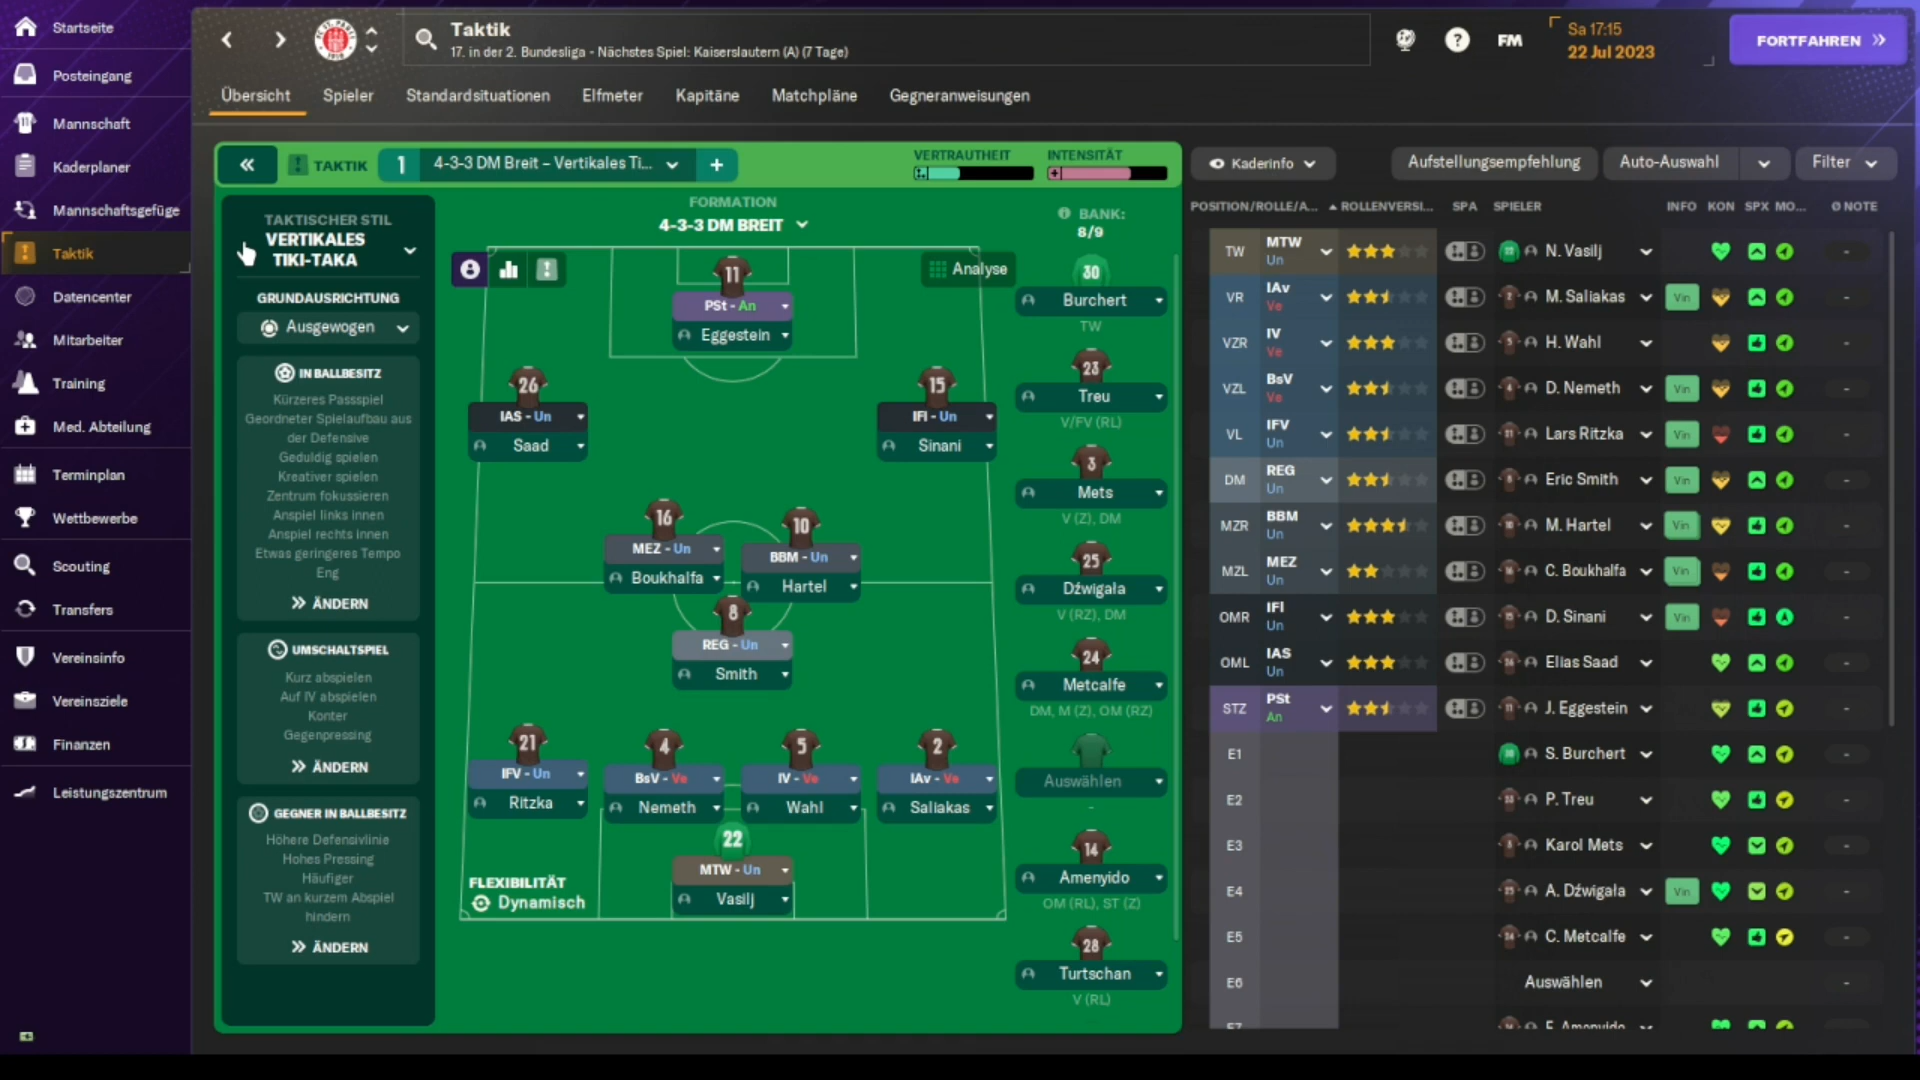 Startseite
Posteingang
Mannschaft
Kaderplaner
Mannschaftsgefüge
Taktik
Datencenter
Mitarbeiter
Training
Med. Abteilung
Terminplan
Wettbewerbe
Scouting
Transfers
Vereinsinfo
Vereinsziele
Finanzen
Leistungszentrum
Taktik
17. in der 2. Bundesliga - Nächstes Spiel: Kaiserslautern (A) (7 Tage)
FM
Sa 17:15
22 Jul 2023
FORTFAHREN
Übersicht Spieler Standardsituationen Elfmeter Kapitäne Matchpläne Gegneranweisungen
TAKTIK 1 4-3-3 DM Breit – Vertikales Ti... +
VERTRAUTHEIT INTENSITÄT
TAKTISCHER STIL
VERTIKALES
TIKI-TAKA
GRUNDAUSRICHTUNG
Ausgewogen
IN BALLBESITZ
Kürzeres Passspiel
Geordneter Spielaufbau aus
der Defensive
Geduldig spielen
Kreativer spielen
Zentrum fokussieren
Anspiel links innen
Anspiel rechts innen
Etwas geringeres Tempo
Eng
ÄNDERN
UMSCHALTSPIEL
Kurz abspielen
Auf IV abspielen
Konter
Gegenpressing
ÄNDERN
GEGNER IN BALLBESITZ
Höhere Defensivlinie
Hohes Pressing
Häufiger
TW an kurzem Abspiel
hindern
ÄNDERN
FORMATION
4-3-3 DM BREIT
Analyse
11
PSt - An
Eggestein
26
IAS - Un
Saad
15
IFl - Un
Sinani
16
MEZ - Un
Boukhalfa
10
BBM - Un
Hartel
8
REG - Un
Smith
21
IFV - Un
Ritzka
4
BsV - Ve
Nemeth
5
IV - Ve
Wahl
2
IAv - Ve
Saliakas
22
MTW - Un
Vasilj
FLEXIBILITÄT
Dynamisch
BANK:
8/9
30
Burchert
TW
23
Treu
V/FV (RL)
3
Mets
V (Z), DM
25
Dźwigala
V (RZ), DM
24
Metcalfe
DM, M (Z), OM (RZ)
Auswählen
-
14
Amenyido
OM (RL), ST (Z)
28
Turtschan
V (RL)
Kaderinfo Aufstellungsempfehlung Auto-Auswahl Filter
POSITION/ROLLE/A... ROLLENVERSI... SPA SPIELER INFO KON SPX MO... Ø NOTE
TW MTW Un N. Vasilj -
VR IAv Ve M. Saliakas Vin -
VZR IV Ve H. Wahl -
VZL BsV Ve D. Nemeth Vin -
VL IFV Un Lars Ritzka Vin -
DM REG Un Eric Smith Vin -
MZR BBM Un M. Hartel Vin -
MZL MEZ Un C. Boukhalfa Vin -
OMR IFl Un D. Sinani Vin -
OML IAS Un Elias Saad -
STZ PSt An J. Eggestein -
E1 S. Burchert -
E2 P. Treu -
E3 Karol Mets -
E4 A. Dźwigala Vin -
E5 C. Metcalfe -
E6 Auswählen -